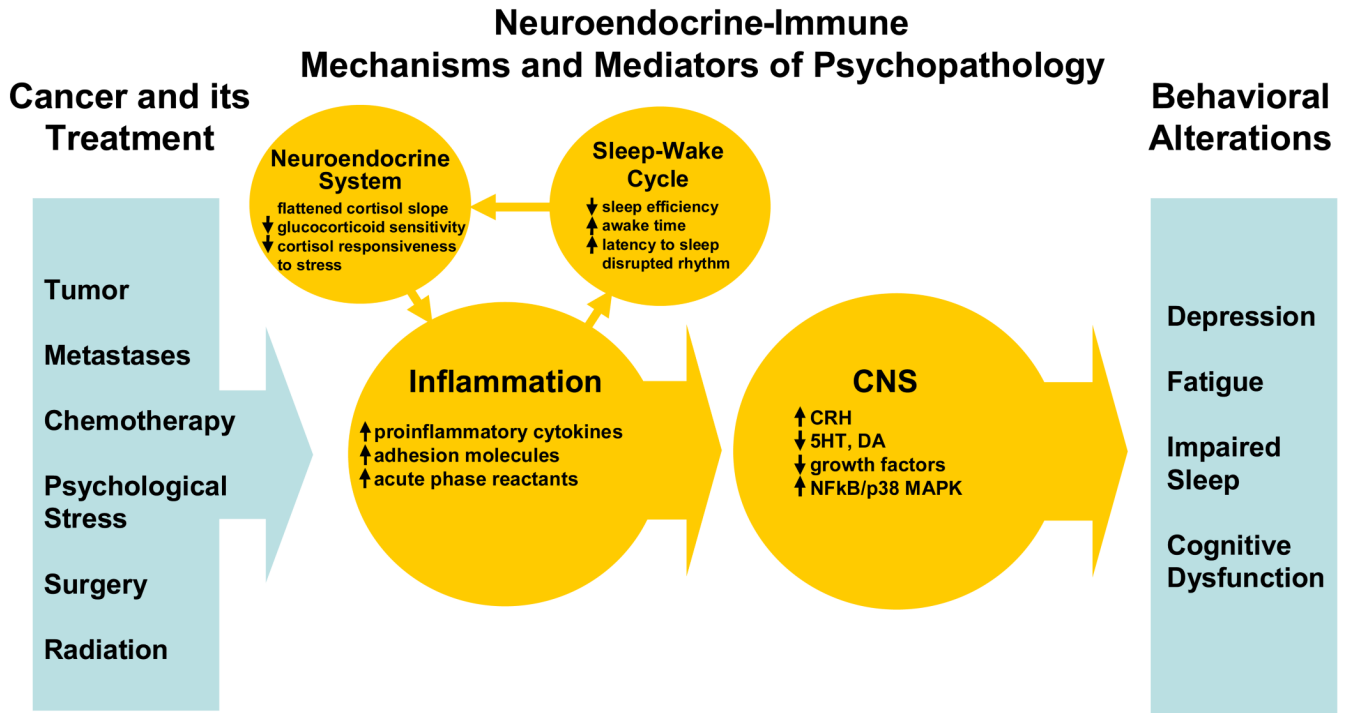 Neuroendocrine-Immune
Mechanisms and Mediators of Psychopathology
Cancer and its
Treatment
Tumor
Metastases
Chemotherapy
Psychological
Stress
Surgery
Radiation
Neuroendocrine
System
flattened cortisol slope
↓ glucocorticoid sensitivity
↓ cortisol responsiveness
to stress
Sleep-Wake
Cycle
↓ sleep efficiency
↑ awake time
↑ latency to sleep
disrupted rhythm
Inflammation
↑ proinflammatory cytokines
↑ adhesion molecules
↑ acute phase reactants
CNS
↑ CRH
↓ 5HT, DA
↓ growth factors
↑ NFkB/p38 MAPK
Behavioral
Alterations
Depression
Fatigue
Impaired
Sleep
Cognitive
Dysfunction